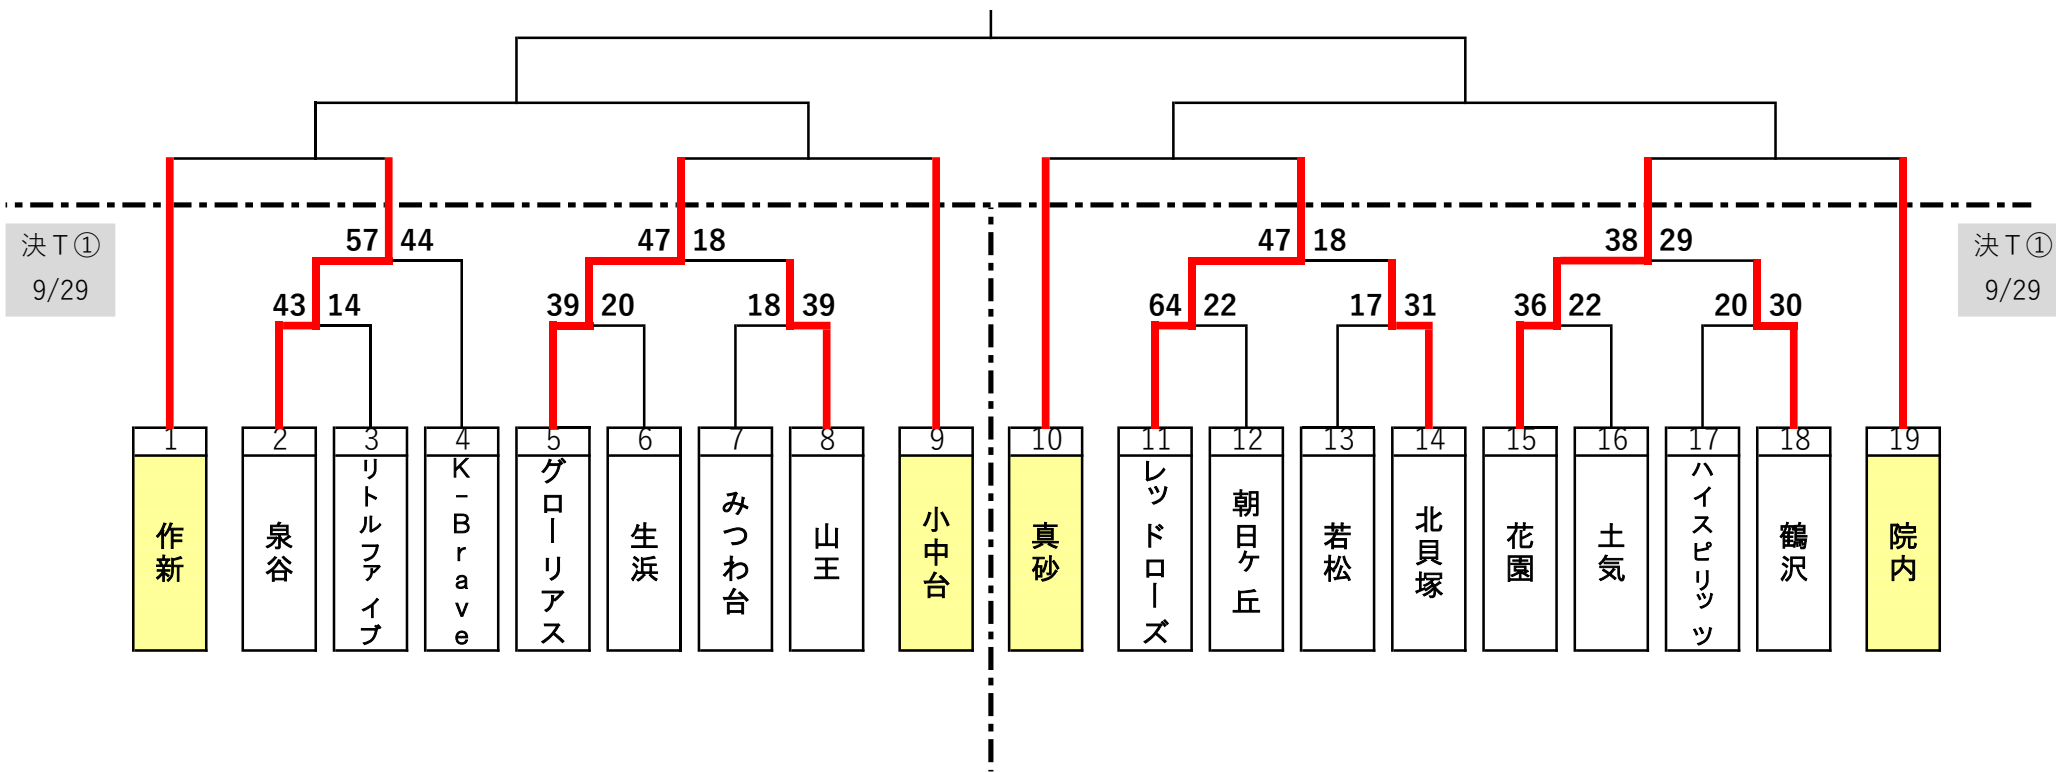 決T① 57 44 47 18 47 18 38 29 決T①
9/29 43 14 39 20 18 39 64 22 17 31 36 22 20 30 9/29
1 2 3 4 5 6 7 8 9 10 11 12 13 14 15 16 17 18 19
作新
泉谷
リトルファイブ
K-Brave
グローリアス
生浜
みつわ台
山王
小中台
真砂
レッドローズ
朝日ケ丘
若松
北貝塚
花園
土気
ハイスピリッツ
鶴沢
院内